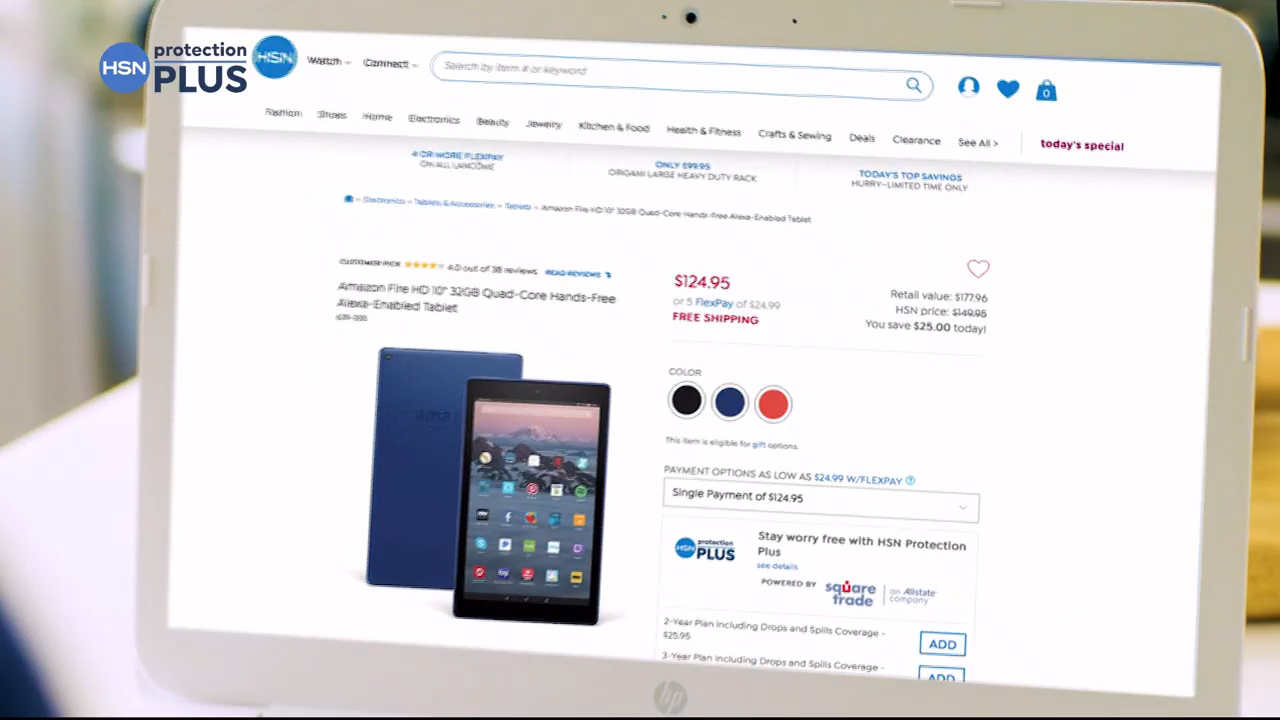 HSN protection PLUS
HSN
Watch
Connect
Search by item # or keyword
0
Fashion
Shoes
Home
Electronics
Beauty
Jewelry
Kitchen & Food
Health & Fitness
Crafts & Sewing
Deals
Clearance
See All >
today's special
4 OR MORE FLEXPAY
ON ALL LANCOME
ONLY $99.95
ORIGAMI LARGE HEAVY DUTY RACK
TODAY'S TOP SAVINGS
HURRY–LIMITED TIME ONLY
> Electronics > Tablets & Accessories > Tablets > Amazon Fire HD 10" 32GB Quad-Core Hands-Free Alexa-Enabled Tablet
CUSTOMER PICK
4.0 out of 38 reviews
READ REVIEWS
Amazon Fire HD 10" 32GB Quad-Core Hands-Free
Alexa-Enabled Tablet
$124.95
or 5 FlexPay of $24.99
FREE SHIPPING
Retail value: $177.96
HSN price: $149.95
You save $25.00 today!
amazon
COLOR
This item is eligible for gift options.
PAYMENT OPTIONS AS LOW AS $24.99 W/FLEXPAY ?
Single Payment of $124.95
HSN protection PLUS
Stay worry free with HSN Protection
Plus
see details
POWERED BY
square trade
an Allstate company
2-Year Plan Including Drops and Spills Coverage -
$25.95
ADD
3-Year Plan Including Drops and Spills Coverage -
ADD
hp